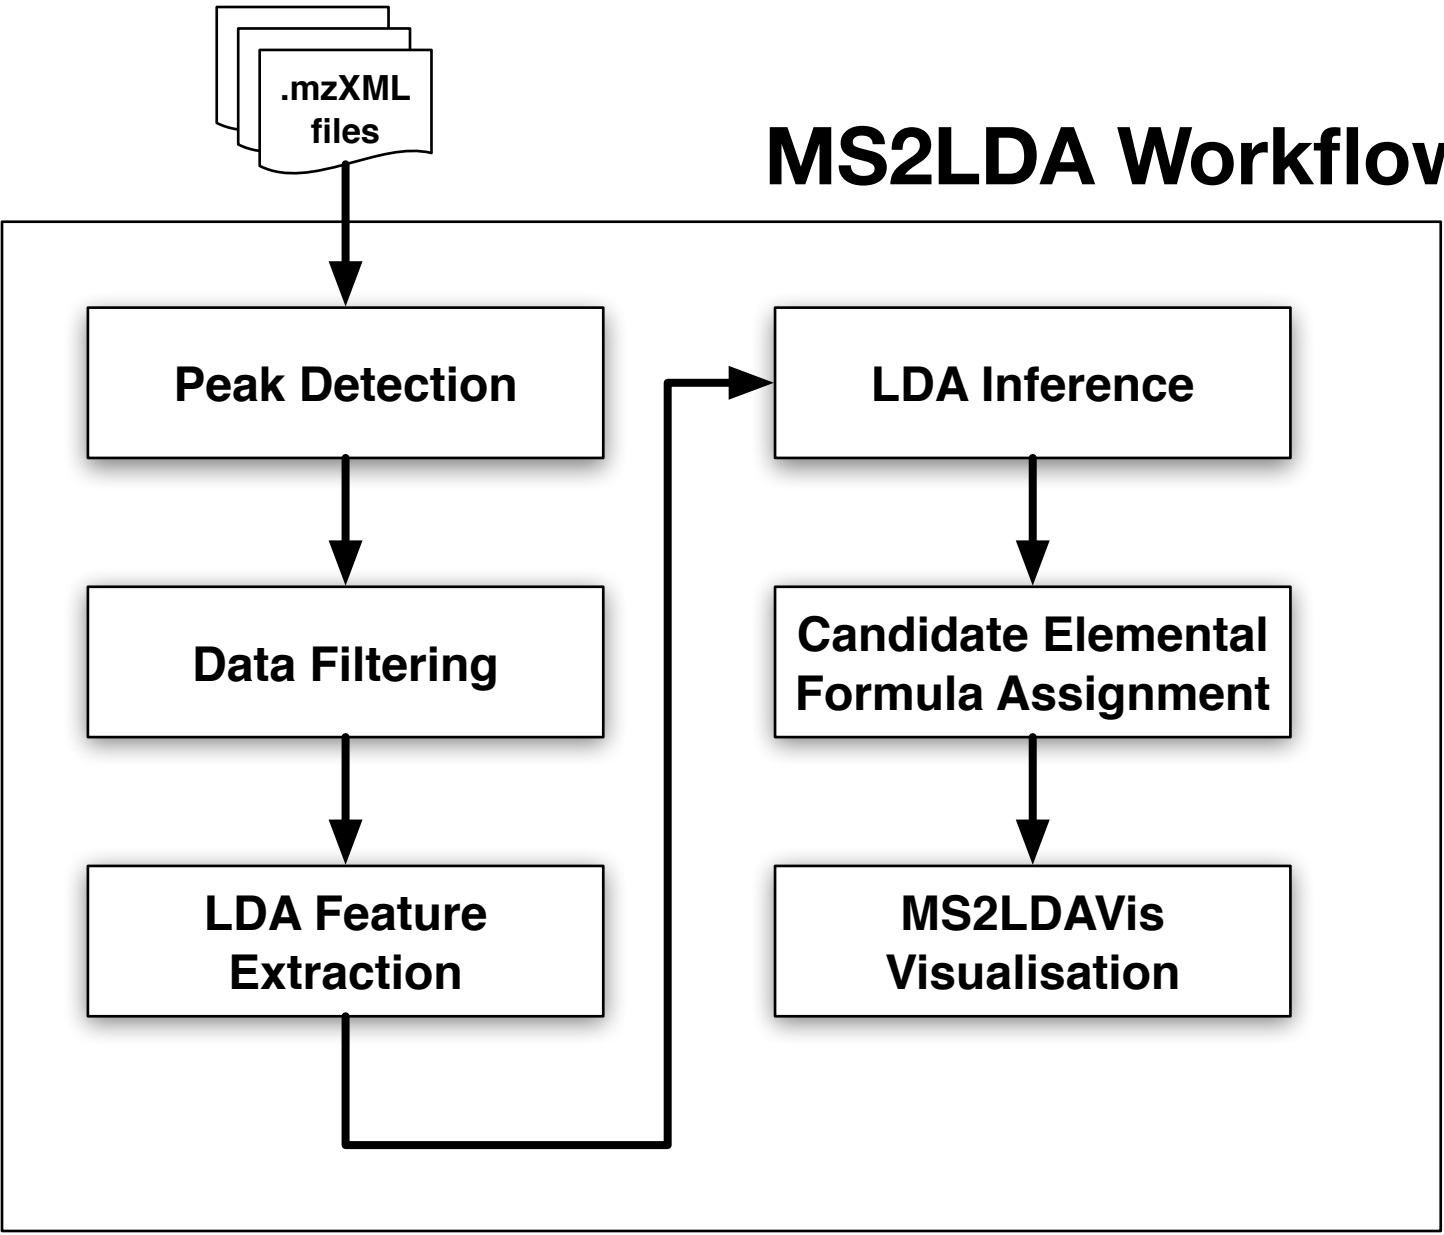 .mzXML
files
MS2LDA Workflow
Peak Detection
Data Filtering
LDA Feature
Extraction
LDA Inference
Candidate Elemental
Formula Assignment
MS2LDAVis
Visualisation